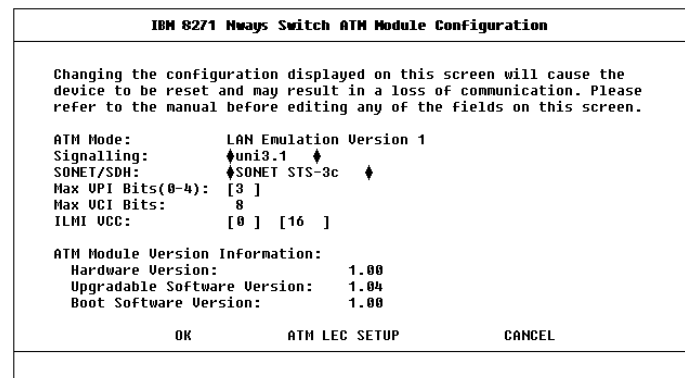 IBM 8271 Nways Switch ATM Module Configuration
Changing the configuration displayed on this screen will cause the
device to be reset and may result in a loss of communication. Please
refer to the manual before editing any of the fields on this screen.
ATM Mode: LAN Emulation Version 1
Signalling: ♦uni3.1 ♦
SONET/SDH: ♦SONET STS-3c ♦
Max VPI Bits(0-4): [3 ]
Max VCI Bits: 8
ILMI VCC: [0 ] [16 ]
ATM Module Version Information:
Hardware Version: 1.00
Upgradable Software Version: 1.04
Boot Software Version: 1.00
OK ATM LEC SETUP CANCEL